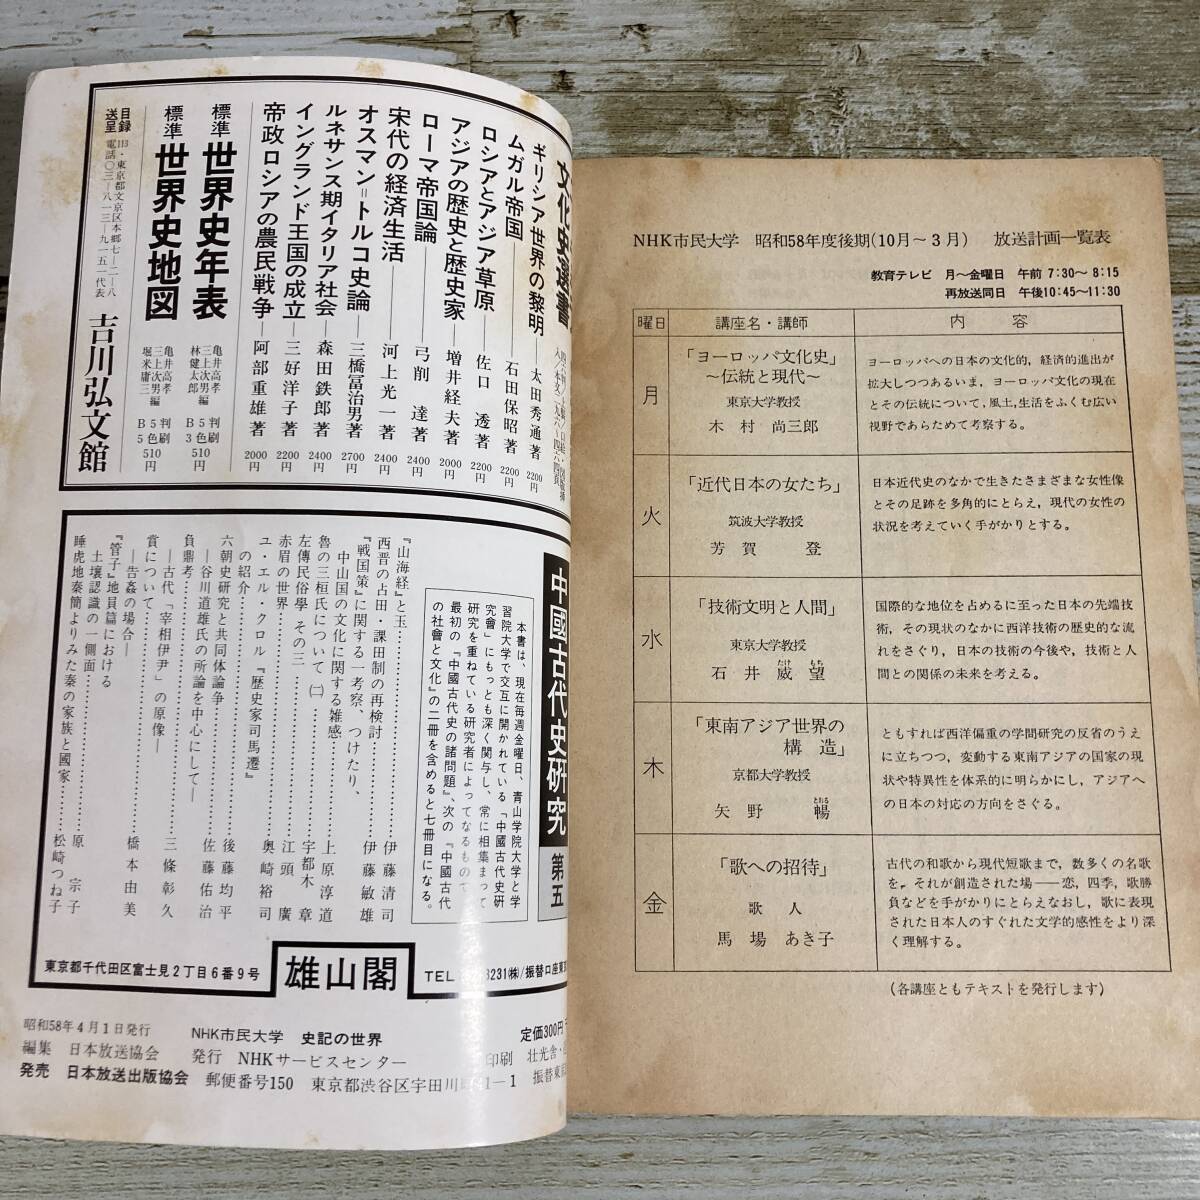 文化史選書
ギリシア世界の黎明 太田秀通著 2200円
ムガル帝国 石田保昭著 2200円
ロシアとアジア草原 佐口 透著 2200円
アジアの歴史と歴史家 増井経夫著 2000円
ローマ帝国論 弓削 達著 2400円
宋代の経済生活 河上光一著 2400円
オスマン=トルコ史論 三橋冨治男著 2700円
ルネサンス期イタリア社会 森田鉄郎著 2400円
イングランド王国の成立 三好洋子著 2200円
帝政ロシアの農民戦争 阿部重雄著 2000円
標準 世界史年表 亀井高孝 三上次男 林健太郎 編 B5判 3色刷 510円
標準 世界史地図 亀井高孝 三上次男 堀米庸三 編 B5判 5色刷 510円
目録送呈
東京都文京区本郷七―二―八
電話〇三―八一三―九一五一代表
吉川弘文館
中國古代史研究 第五
本書は、現在毎週金曜日、青山学院大学と学
習院大学で交互に開かれている「中國古代史研
究會」にもっとも深く関与し、常に相集まって
研究を重ねている研究者によってなるもので
最初の『中國古代史の諸問題』、次の『中國古代
の社會と文化』の二冊を含めると七冊目になる。
『山海経』と玉……伊藤清司
西晋の占田・課田制の再検討……伊藤敏雄
『戦国策』に関する一考察、つけたり、
中山国の文化に関する雑感……上原淳道
魯の三桓氏について(二)……宇都木 章
左傳民俗學 その三……江頭 廣
赤眉の世界……奥崎裕司
ユ・エル・クロル『歴史家司馬遷』
の紹介……後藤均平
六朝史研究と共同体論争
―谷川道雄氏の所論を中心にして―……佐藤佑治
負鼎考
―古代「宰相伊尹」の原像―……三條彰久
賞について
―告姦の場合―……橋本由美
『管子』地員篇における
土壌認識の一側面……原 宗子
睡虎地秦簡よりみた秦の家族と國家……松崎つね子
東京都千代田区富士見2丁目6番9号 雄山閣 TEL 3231㈹/振替口座東京
昭和58年4月1日発行 NHK市民大学 史記の世界 定価300円
編集 日本放送協会 発行 NHKサービスセンター 印刷 壮光舎
発売 日本放送出版協会 郵便番号150 東京都渋谷区宇田川町41―1 振替東京
NHK市民大学 昭和58年度後期(10月〜3月) 放送計画一覧表
教育テレビ 月〜金曜日 午前7:30〜8:15
再放送同日 午後10:45〜11:30
曜日 講座名・講師 内容
月
「ヨーロッパ文化史」
〜伝統と現代〜
東京大学教授
木村尚三郎
ヨーロッパへの日本の文化的，経済的進出が
拡大しつつあるいま，ヨーロッパ文化の現在
とその伝統について，風土，生活をふくむ広い
視野であらためて考察する。
火
「近代日本の女たち」
筑波大学教授
芳賀 登
日本近代史のなかで生きたさまざまな女性像
とその足跡を多角的にとらえ，現代の女性の
状況を考えていく手がかりとする。
水
「技術文明と人間」
東京大学教授
石井威望
たけ もち
国際的な地位を占めるに至った日本の先端技
術，その現状のなかに西洋技術の歴史的な流
れをさぐり，日本の技術の今後や，技術と人
間との関係の未来を考える。
木
「東南アジア世界の
構造」
京都大学教授
矢野 暢
とおる
ともすれば西洋偏重の学問研究の反省のうえ
に立ちつつ，変動する東南アジアの国家の現
状や特異性を体系的に明らかにし，アジアへ
の日本の対応の方向をさぐる。
金
「歌への招待」
歌人
馬場あき子
古代の和歌から現代短歌まで，数多くの名歌
を，それが創造された場――恋，四季，歌勝
負などを手がかりにとらえなおし，歌に表現
された日本人のすぐれた文学的感性をより深
く理解する。
(各講座ともテキストを発行します)